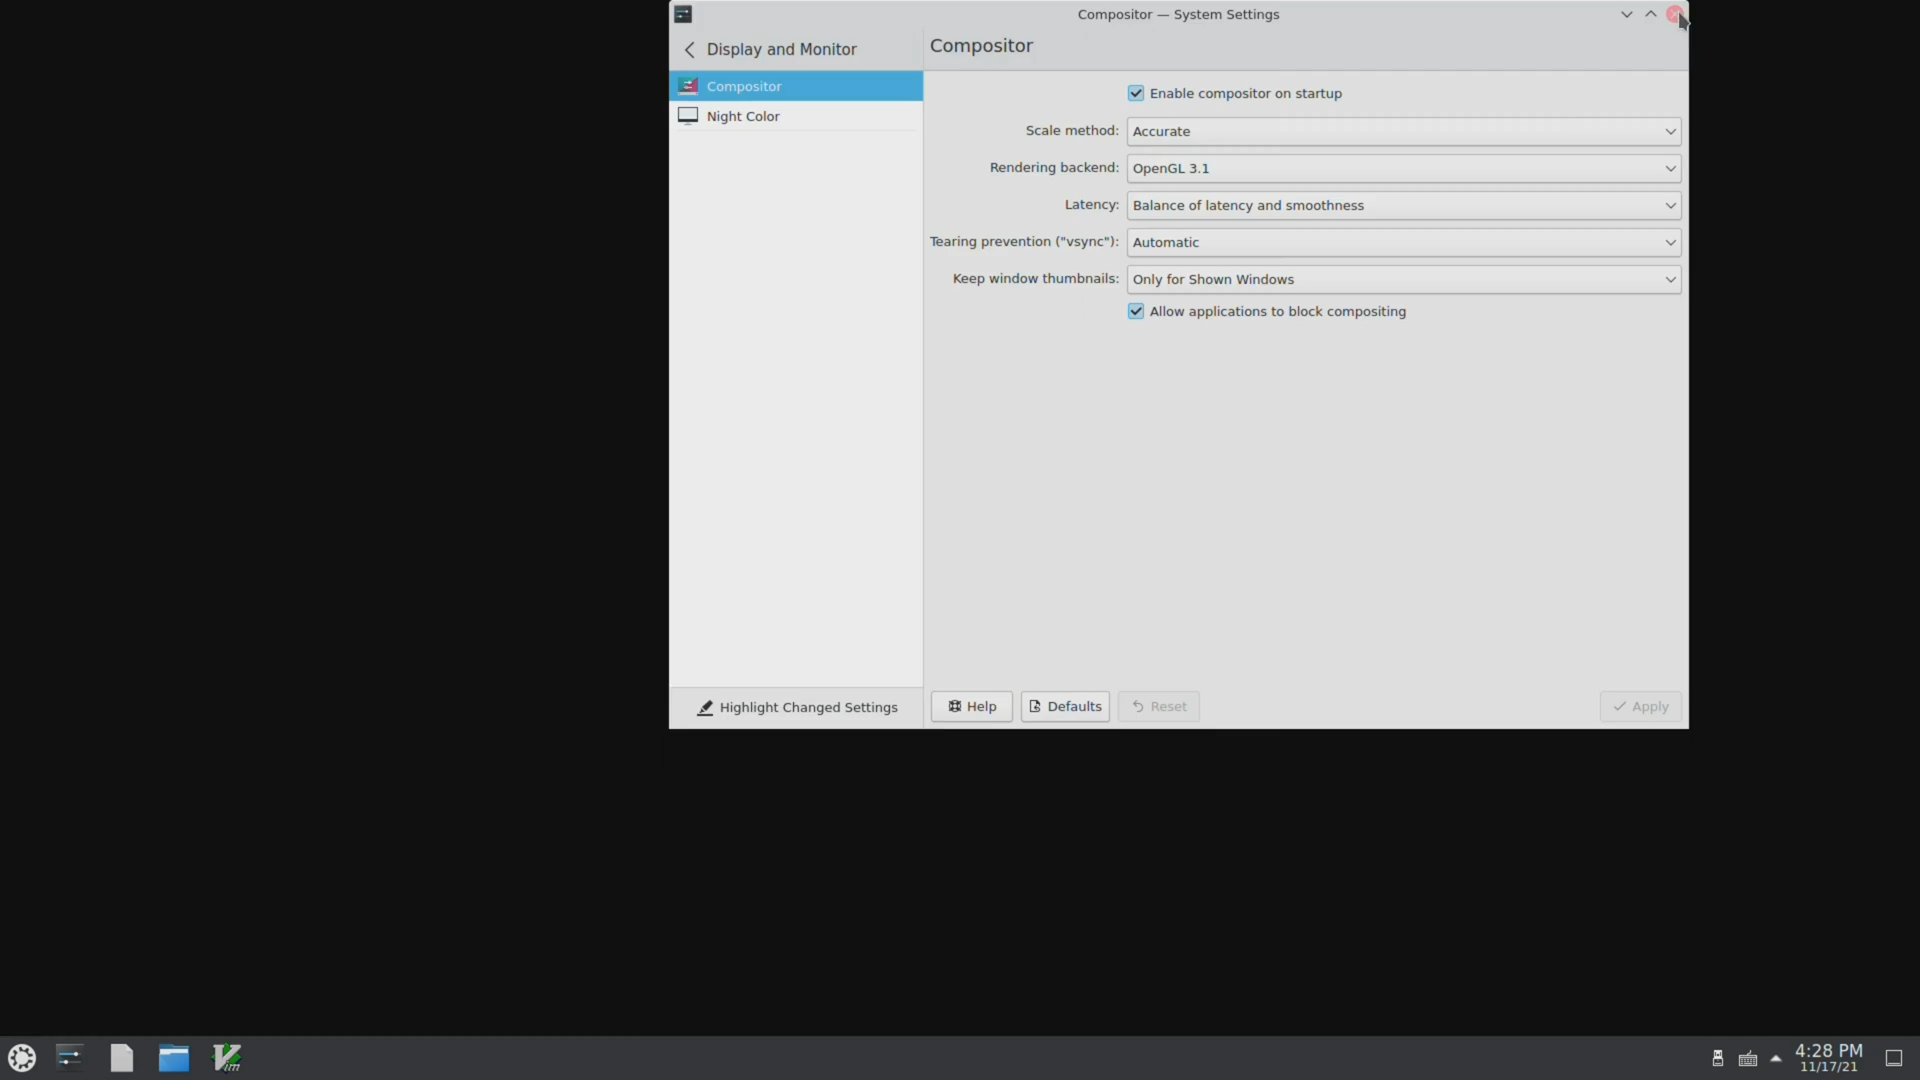 Compositor — System Settings
Display and Monitor
Compositor
Compositor
Night Color
Enable compositor on startup
Scale method: Accurate
Rendering backend: OpenGL 3.1
Latency: Balance of latency and smoothness
Tearing prevention ("vsync"): Automatic
Keep window thumbnails: Only for Shown Windows
Allow applications to block compositing
Highlight Changed Settings
Help
Defaults
Reset
Apply
Vim
4:28 PM
11/17/21